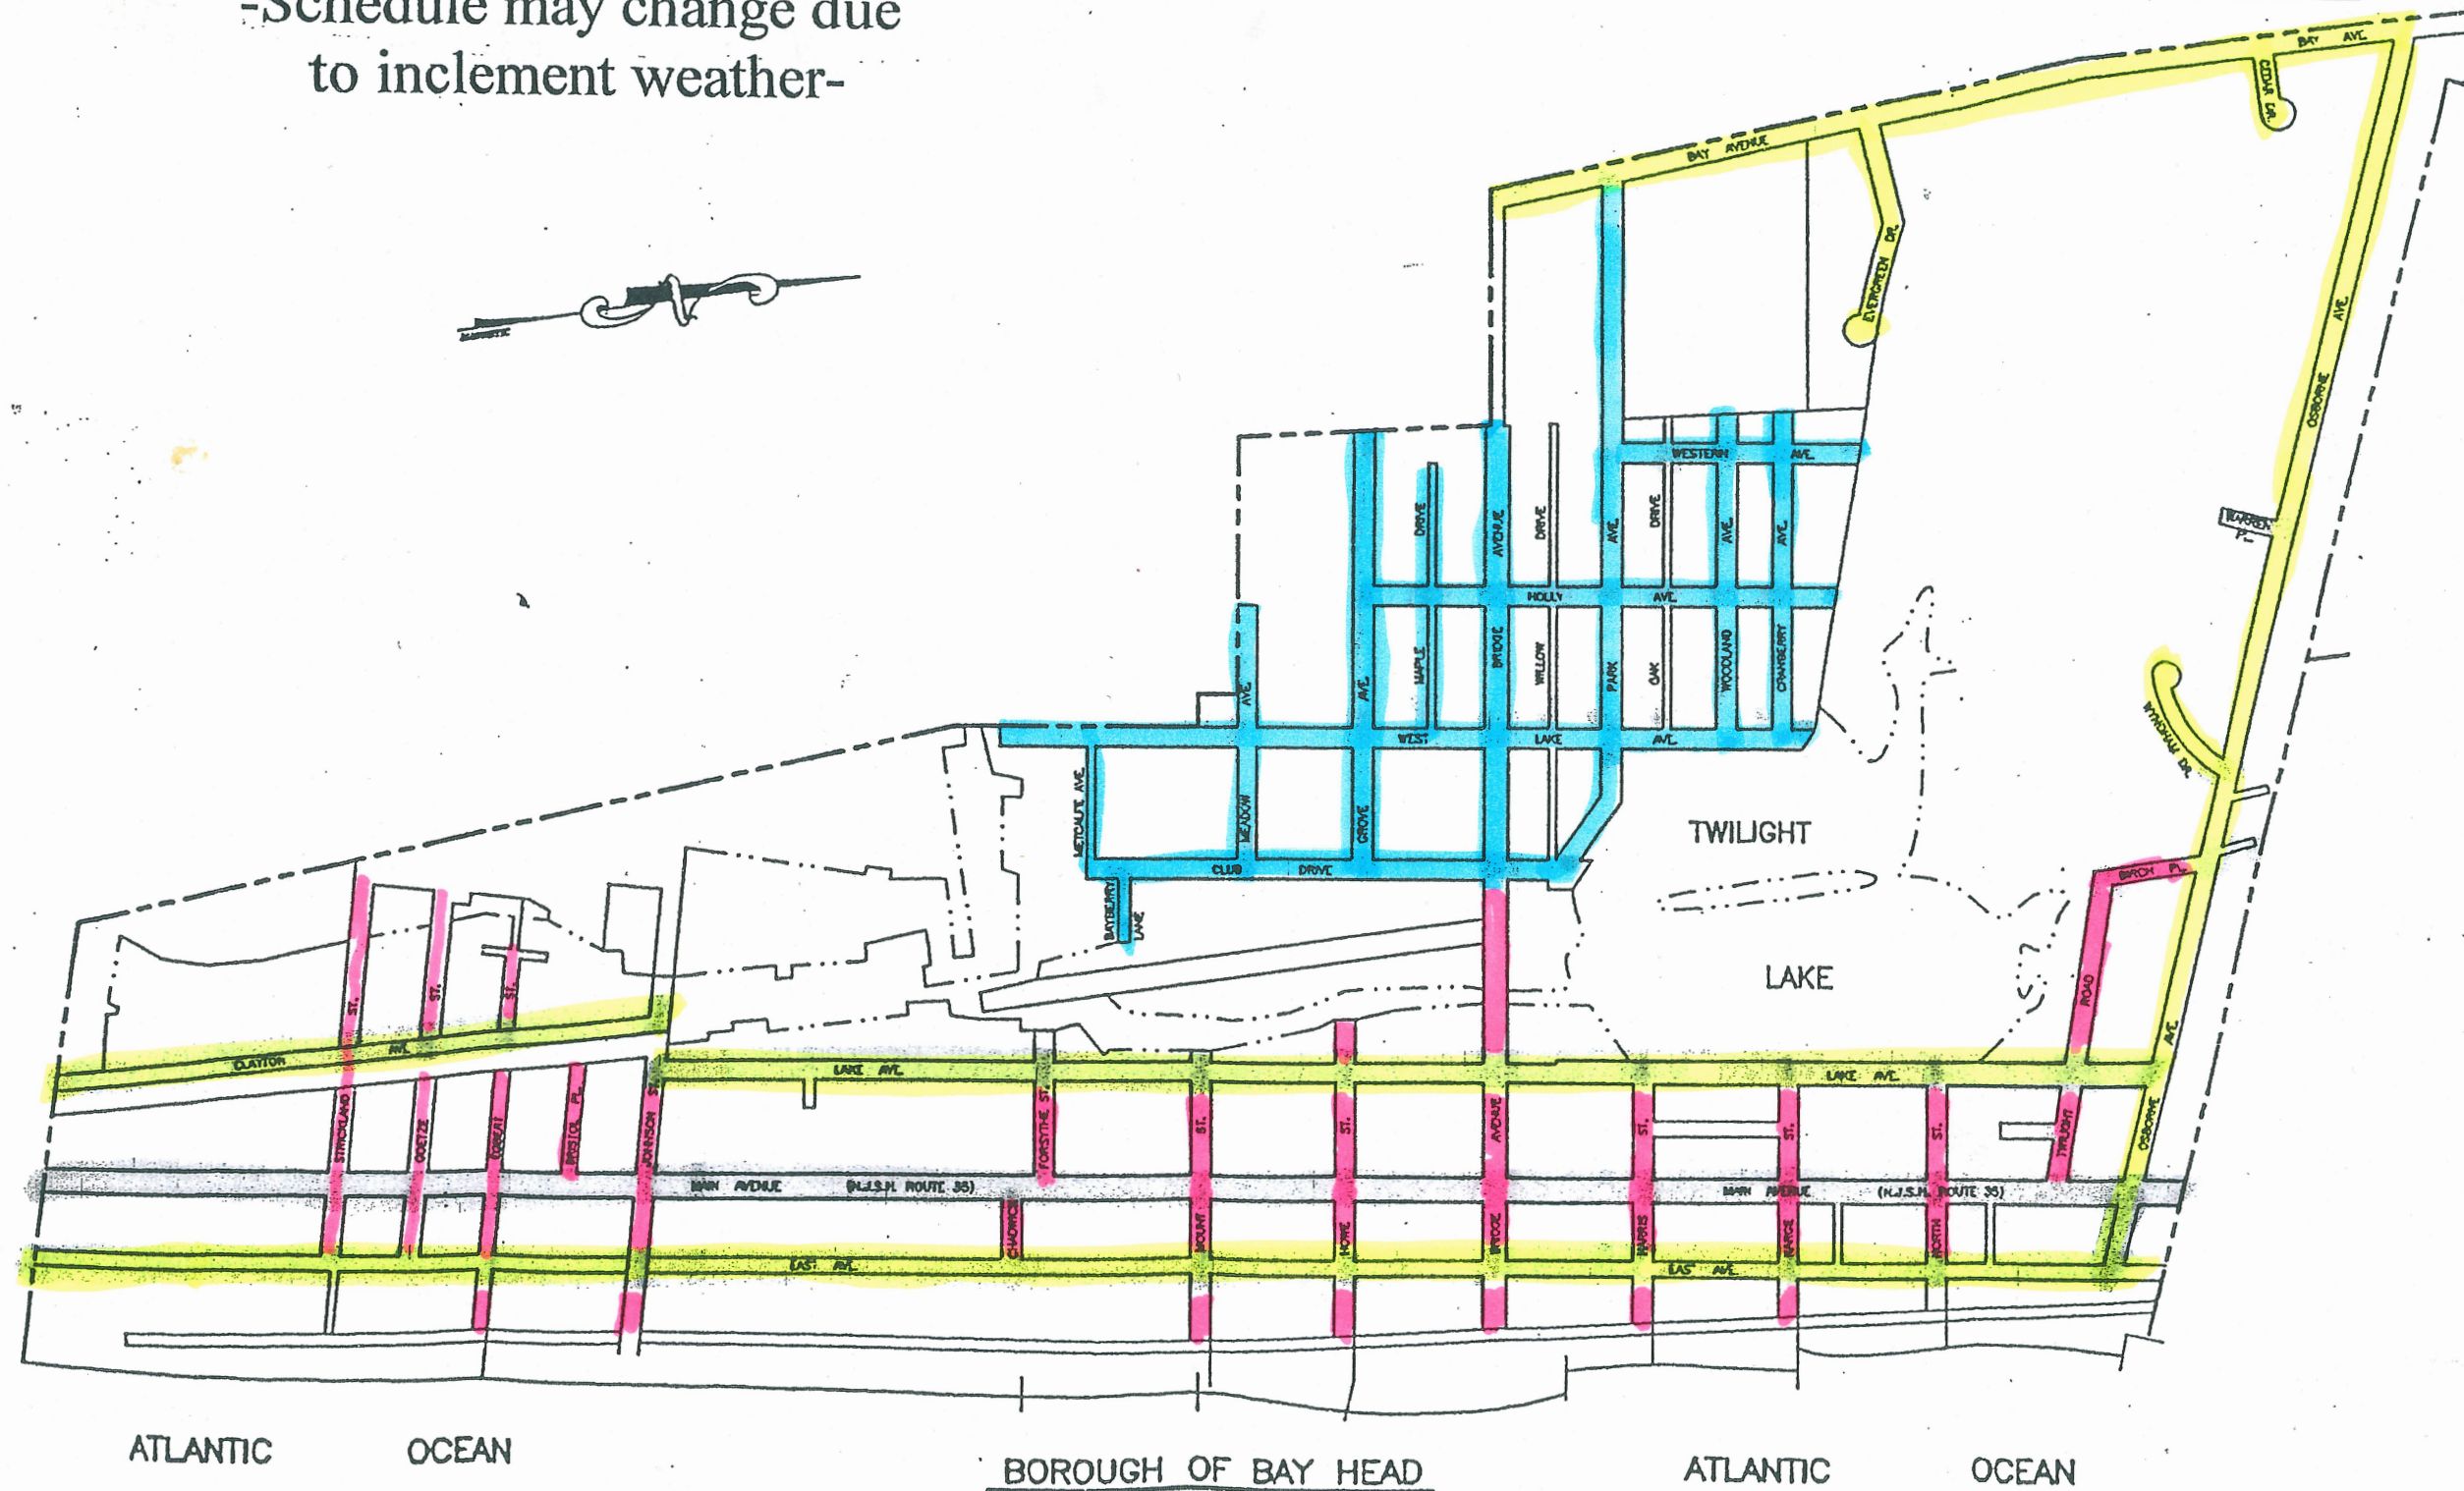 -Schedule may change due
to inclement weather-
BAY AVE.
CEDAR DR.
BAY AVENUE
EVERGREEN DR.
OSBORNE AVE.
WESTERN AVE.
DRIVE
AVENUE
DRIVE
AVE.
DRIVE
AVE.
AVE.
WARREN
PL
HOLLY AVE.
AVE.
AVE.
MAPLE
BRIDGE
WILLOW
PARK
OAK
WOODLAND
CRANBERRY
WEST LAKE AVE.
DR.
METCALFE AVE.
MEADOW
GROVE
TWILIGHT
CLUB DRIVE
BIRCH PL.
BAYBERRY
LANE
LAKE
ST.
ST.
ST.
ROAD
AVE.
CLAYTON AVE.
LAKE AVE.
LAKE AVE.
STRICKLAND
GOETZE
EGBERT
BRISTOL PL.
JOHNSON ST.
FORSYTHE ST.
ST.
ST.
AVENUE
ST.
ST.
ST.
TWILIGHT
OSBORNE
MAIN AVENUE (N.J.S.H. ROUTE 35)
MAIN AVENUE (N.J.S.H. ROUTE 35)
CHADWICK
MOUNT
HOWE
BRIDGE
HARRIS
KARGE
NORTH
EAST AVE.
EAST AVE.
ATLANTIC OCEAN
BOROUGH OF BAY HEAD
ATLANTIC OCEAN